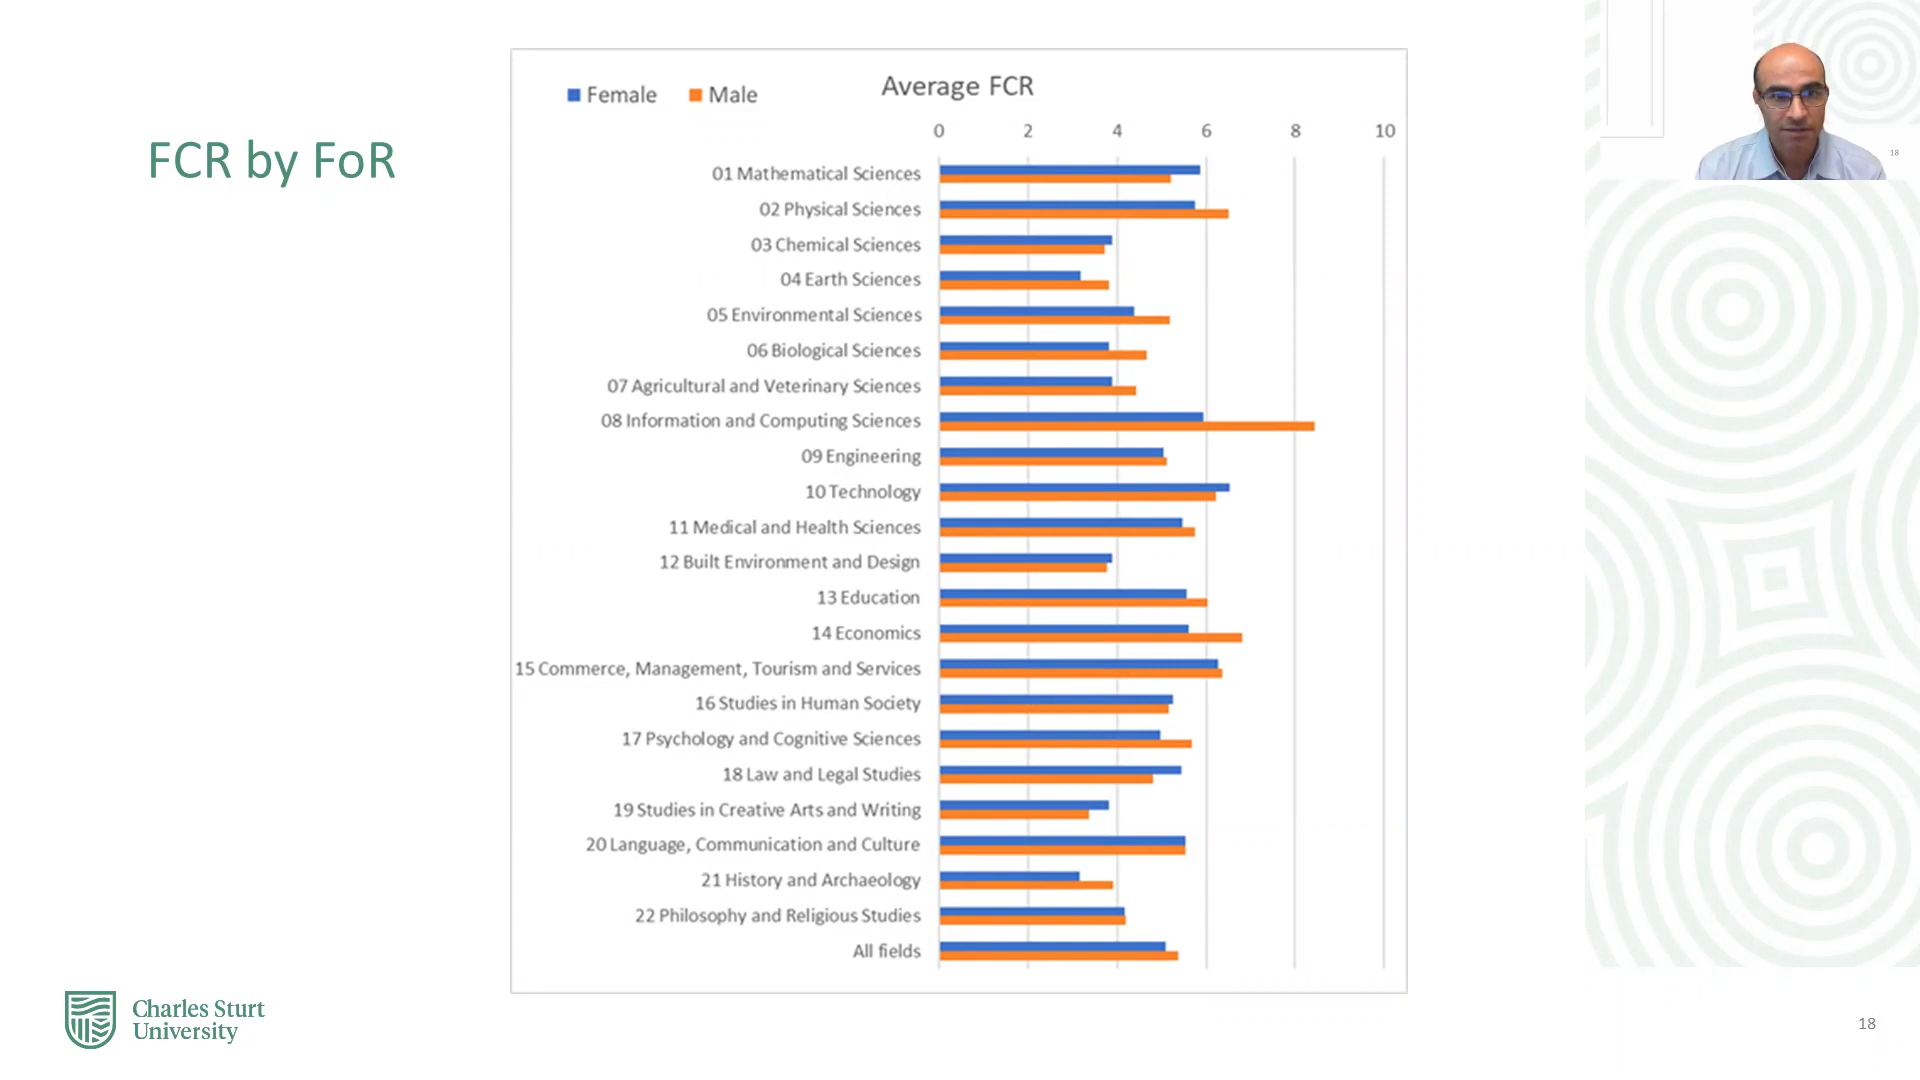 FCR by FoR
Average FCR
Female Male
0 2 4 6 8 10
01 Mathematical Sciences
02 Physical Sciences
03 Chemical Sciences
04 Earth Sciences
05 Environmental Sciences
06 Biological Sciences
07 Agricultural and Veterinary Sciences
08 Information and Computing Sciences
09 Engineering
10 Technology
11 Medical and Health Sciences
12 Built Environment and Design
13 Education
14 Economics
15 Commerce, Management, Tourism and Services
16 Studies in Human Society
17 Psychology and Cognitive Sciences
18 Law and Legal Studies
19 Studies in Creative Arts and Writing
20 Language, Communication and Culture
21 History and Archaeology
22 Philosophy and Religious Studies
All fields
18
Charles Sturt
University
18